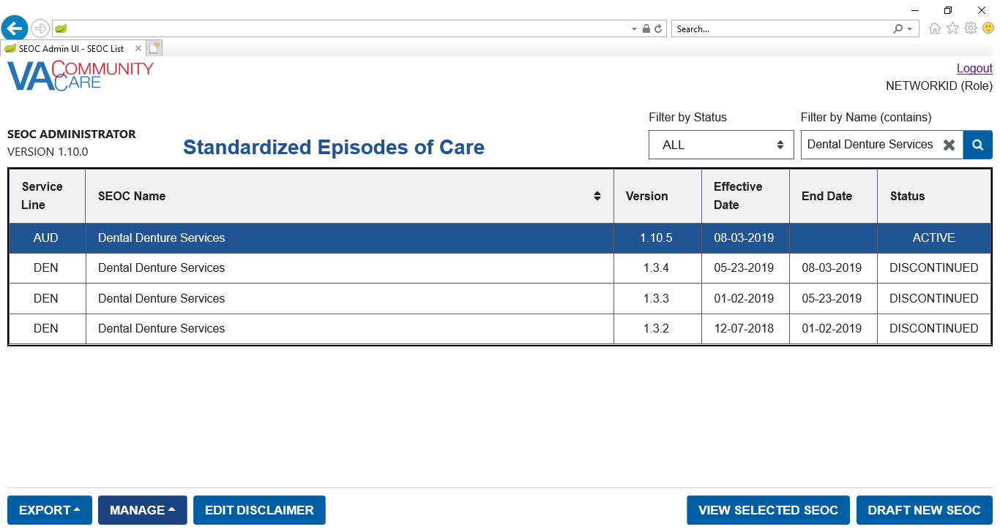 Search...
SEOC Admin UI - SEOC List
VA COMMUNITY CARE
Logout
NETWORKID (Role)
Filter by Status
Filter by Name (contains)
SEOC ADMINISTRATOR
VERSION 1.10.0
Standardized Episodes of Care
ALL
Dental Denture Services
Service Line SEOC Name Version Effective Date End Date Status
AUD Dental Denture Services 1.10.5 08-03-2019 ACTIVE
DEN Dental Denture Services 1.3.4 05-23-2019 08-03-2019 DISCONTINUED
DEN Dental Denture Services 1.3.3 01-02-2019 05-23-2019 DISCONTINUED
DEN Dental Denture Services 1.3.2 12-07-2018 01-02-2019 DISCONTINUED
EXPORT MANAGE EDIT DISCLAIMER VIEW SELECTED SEOC DRAFT NEW SEOC